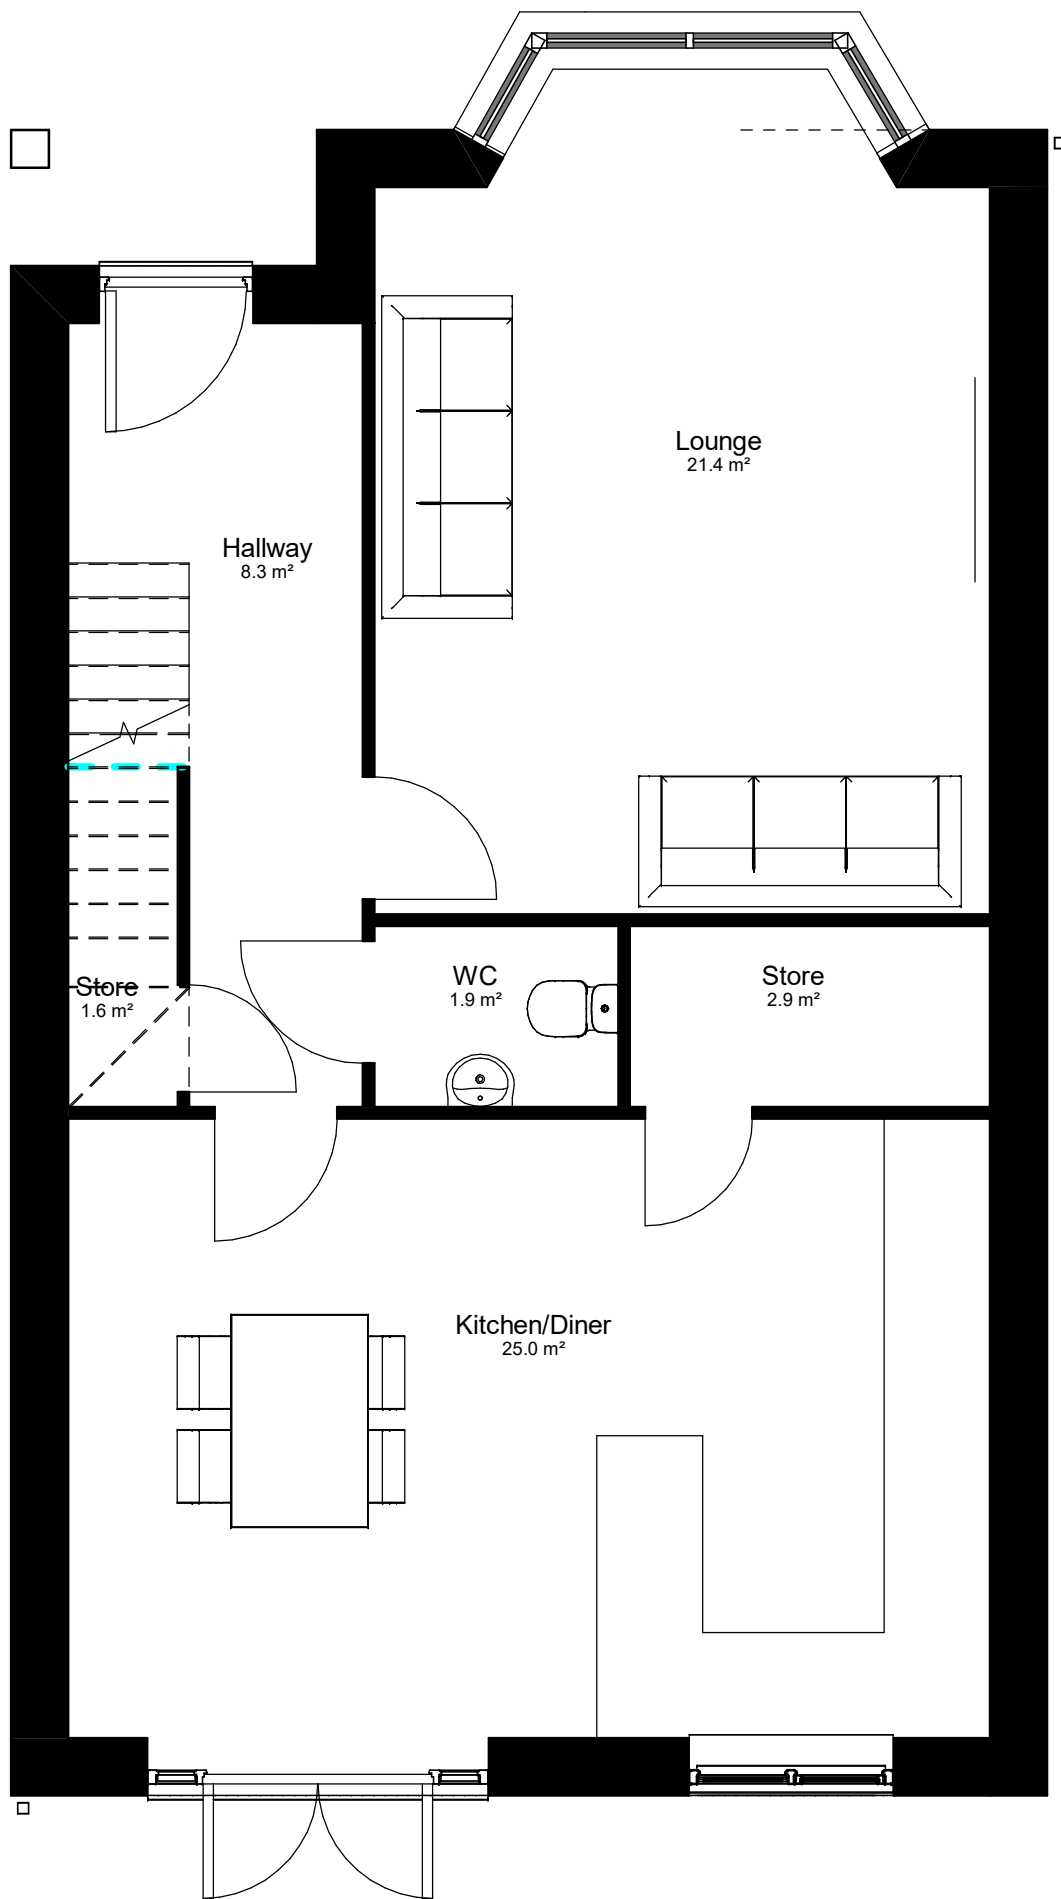 Lounge
21.4 m²
Hallway
8.3 m²
Store
1.6 m²
WC
1.9 m²
Store
2.9 m²
Kitchen/Diner
25.0 m²